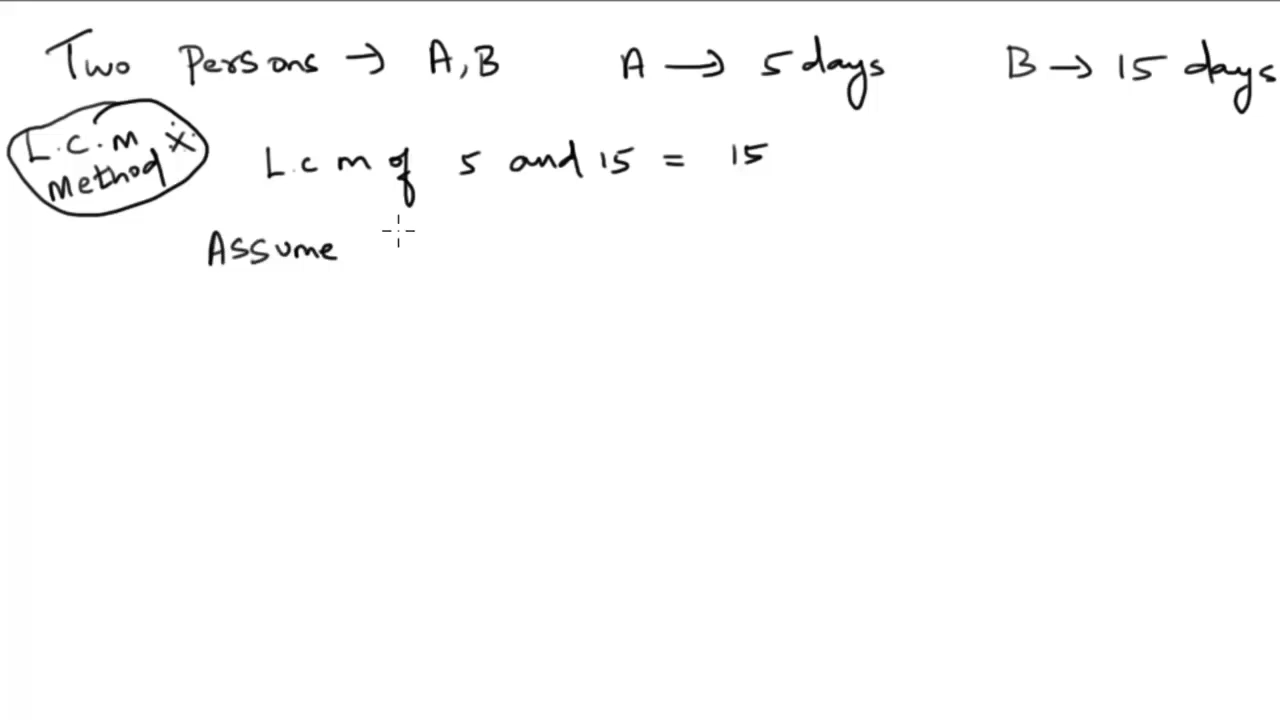 Two Persons → A, B A → 5 days B → 15 days
L.C.M X.
Method
L.C M of 5 and 15 = 15
Assume